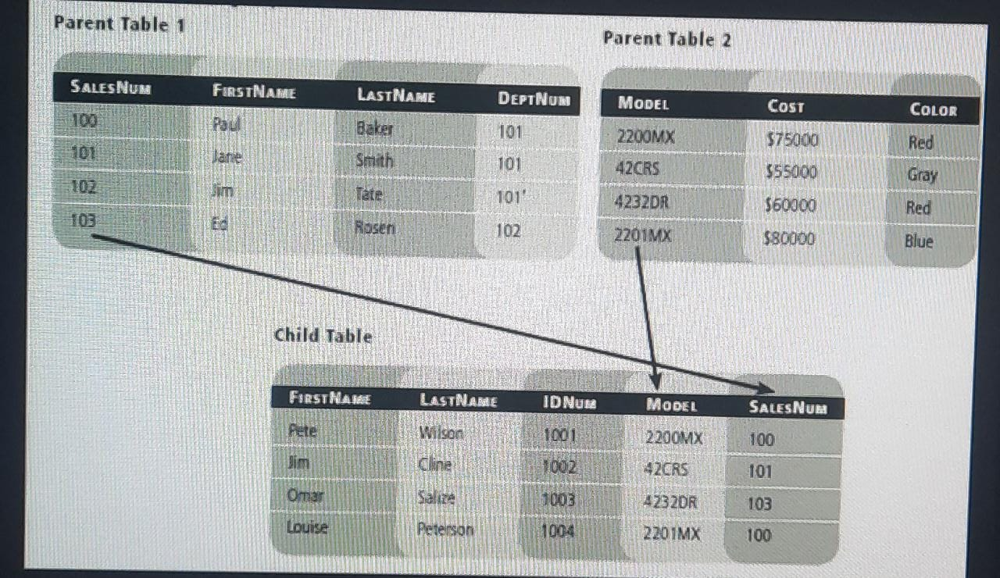 Parent Table 1
SALESNUM FIRSTNAME LASTNAME DEPTNUM
100 Paul Baker 101
101 Jane Smith 101
102 Jim Tate 101'
103 Ed Rosen 102
Parent Table 2
MODEL COST COLOR
2200MX $75000 Red
42CRS $55000 Gray
4232DR $60000 Red
2201MX $80000 Blue
Child Table
FIRSTNAME LASTNAME IDNUM MODEL SALESNUM
Pete Wilson 1001 2200MX 100
Jim Cline 1002 42CRS 101
Omar Salize 1003 4232DR 103
Louise Peterson 1004 2201MX 100